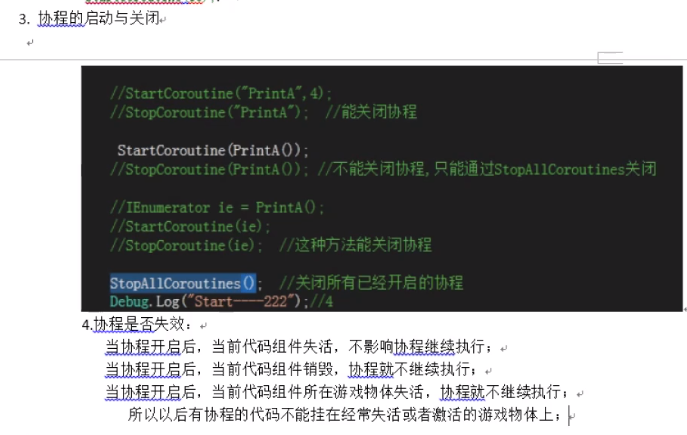 3. 协程的启动与关闭
//StartCoroutine("PrintA",4);
//StopCoroutine("PrintA"); //能关闭协程
StartCoroutine(PrintA());
//StopCoroutine(PrintA()); //不能关闭协程,只能通过StopAllCoroutines关闭
//IEnumerator ie = PrintA();
//StartCoroutine(ie);
//StopCoroutine(ie); //这种方法能关闭协程
StopAllCoroutines(); //关闭所有已经开启的协程
Debug.Log("Start----222");//4
4.协程是否失效：
当协程开启后，当前代码组件失活，不影响协程继续执行；
当协程开启后，当前代码组件销毁，协程就不继续执行；
当协程开启后，当前代码组件所在游戏物体失活，协程就不继续执行；
所以以后有协程的代码不能挂在经常失活或者激活的游戏物体上；